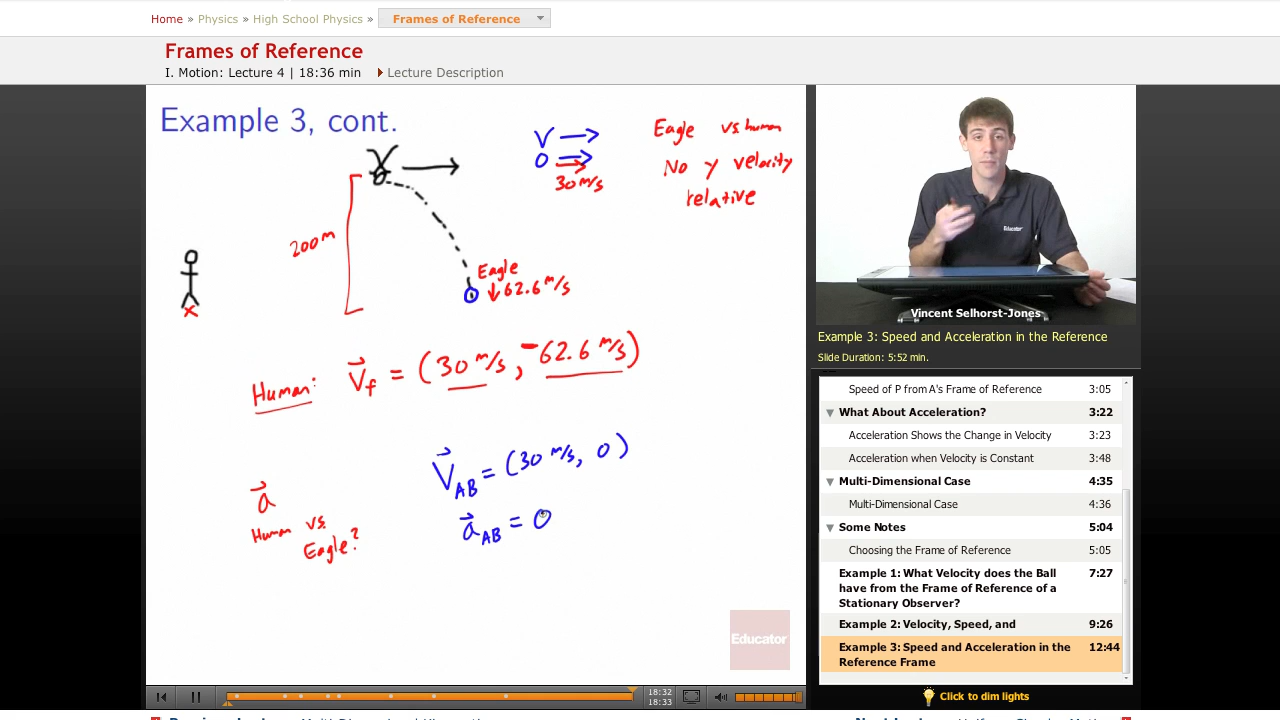 Home » Physics » High School Physics » Frames of Reference
Frames of Reference
I. Motion: Lecture 4 | 18:36 min Lecture Description
Example 3, cont.
V
O
30 m/s
Eagle vs human
No y velocity
relative
200m
Eagle
↓62.6 m/s
Human: V⃗f = (30 m/s, -62.6 m/s)
V⃗AB = (30 m/s, 0)
a⃗AB = 0
a⃗
Human vs.
Eagle?
Educator
Educator
Vincent Selhorst-Jones
Example 3: Speed and Acceleration in the Reference
Slide Duration: 5:52 min.
Speed of P from A's Frame of Reference 3:05
What About Acceleration? 3:22
Acceleration Shows the Change in Velocity 3:23
Acceleration when Velocity is Constant 3:48
Multi-Dimensional Case 4:35
Multi-Dimensional Case 4:36
Some Notes 5:04
Choosing the Frame of Reference 5:05
Example 1: What Velocity does the Ball 7:27
have from the Frame of Reference of a
Stationary Observer?
Example 2: Velocity, Speed, and 9:26
Example 3: Speed and Acceleration in the 12:44
Reference Frame
18:32
18:33
Click to dim lights